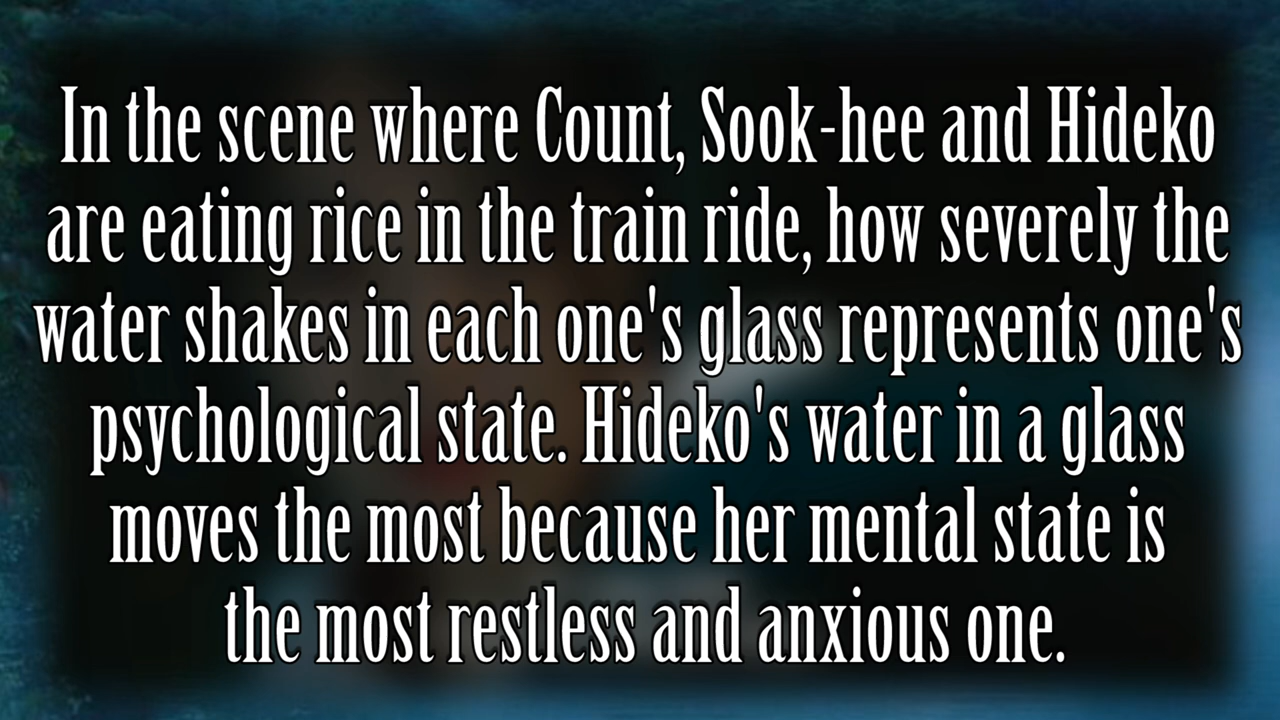 In the scene where Count, Sook-hee and Hideko
are eating rice in the train ride, how severely the
water shakes in each one's glass represents one's
psychological state. Hideko's water in a glass
moves the most because her mental state is
the most restless and anxious one.